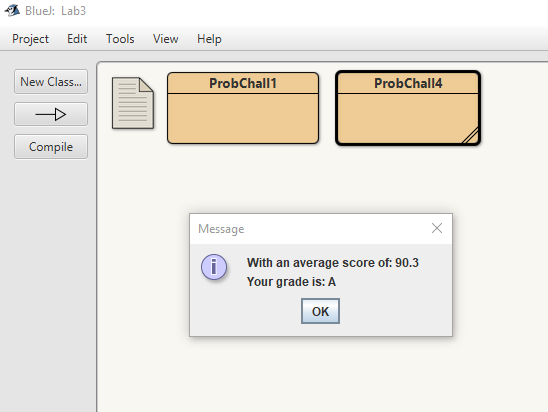 BlueJ: Lab3
Project Edit Tools View Help
New Class...
ProbChall1
ProbChall4
Compile
Message
With an average score of: 90.3
Your grade is: A
OK